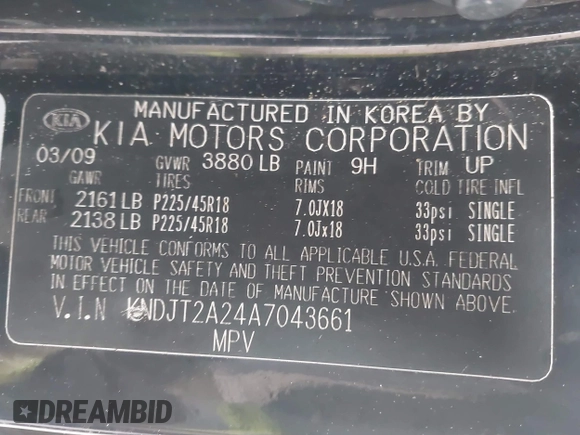 MANUFACTURED IN KOREA BY
KIA KIA MOTORS CORPORATION
03/09 GVWR 3880 LB PAINT 9H TRIM UP
GAWR TIRES RIMS COLD TIRE INFL
FRONT 2161 LB P225/45R18 7.0JX18 33psi SINGLE
REAR 2138 LB P225/45R18 7.0Jx18 33psi SINGLE
THIS VEHICLE CONFORMS TO ALL APPLICABLE U.S.A. FEDERAL
MOTOR VEHICLE SAFETY AND THEFT PREVENTION STANDARDS
IN EFFECT ON THE DATE OF MANUFACTURE SHOWN ABOVE.
V.I.N KNDJT2A24A7043661
MPV
DREAMBID